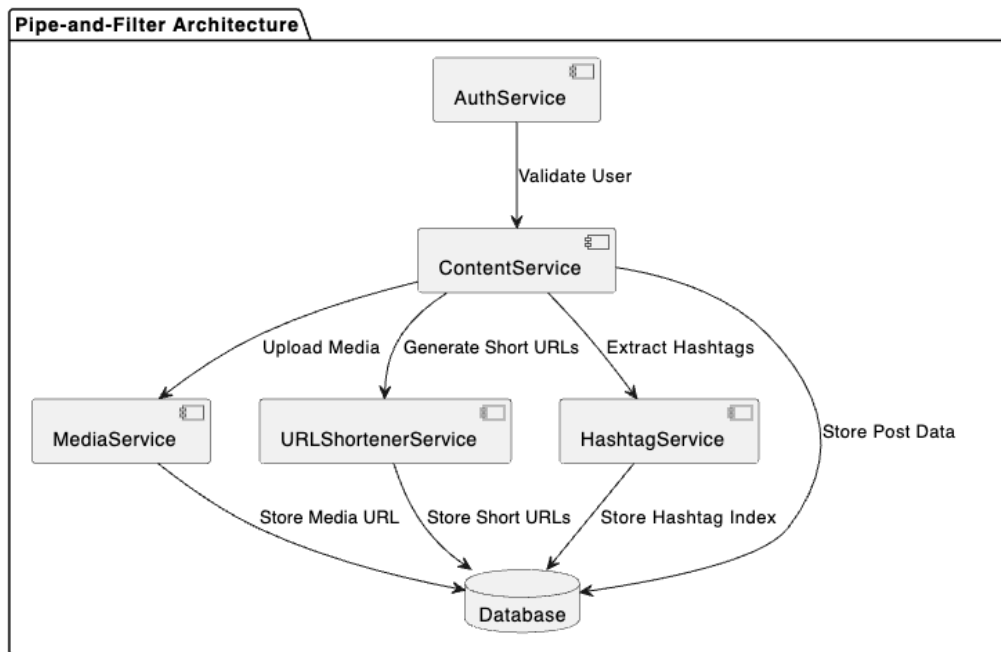 Pipe-and-Filter Architecture
AuthService
Validate User
ContentService
Upload Media
Generate Short URLs
Extract Hashtags
Store Post Data
MediaService
URLShortenerService
HashtagService
Store Media URL
Store Short URLs
Store Hashtag Index
Database